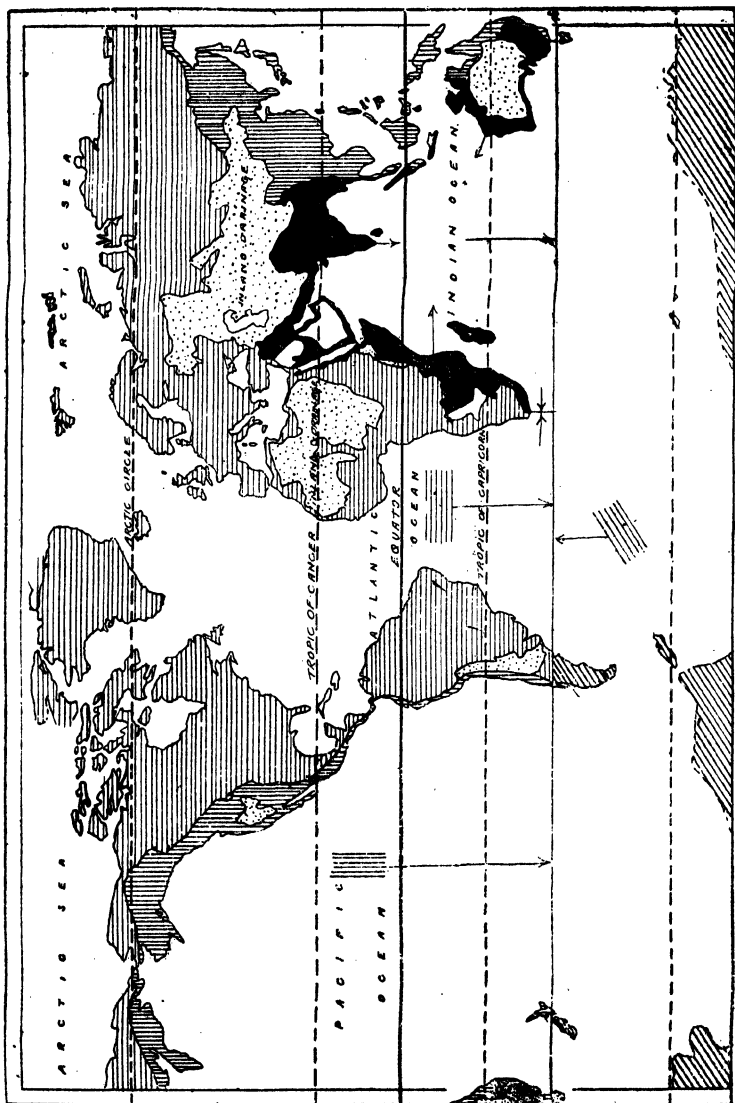 ARCTIC SEA
ARCTIC SEA
ARCTIC CIRCLE
INLAND DRAINAGE
TROPIC OF CANCER
INLAND DRAINAGE
ATLANTIC
OCEAN
EQUATOR
PACIFIC
OCEAN
INDIAN OCEAN
TROPIC OF CAPRICORN